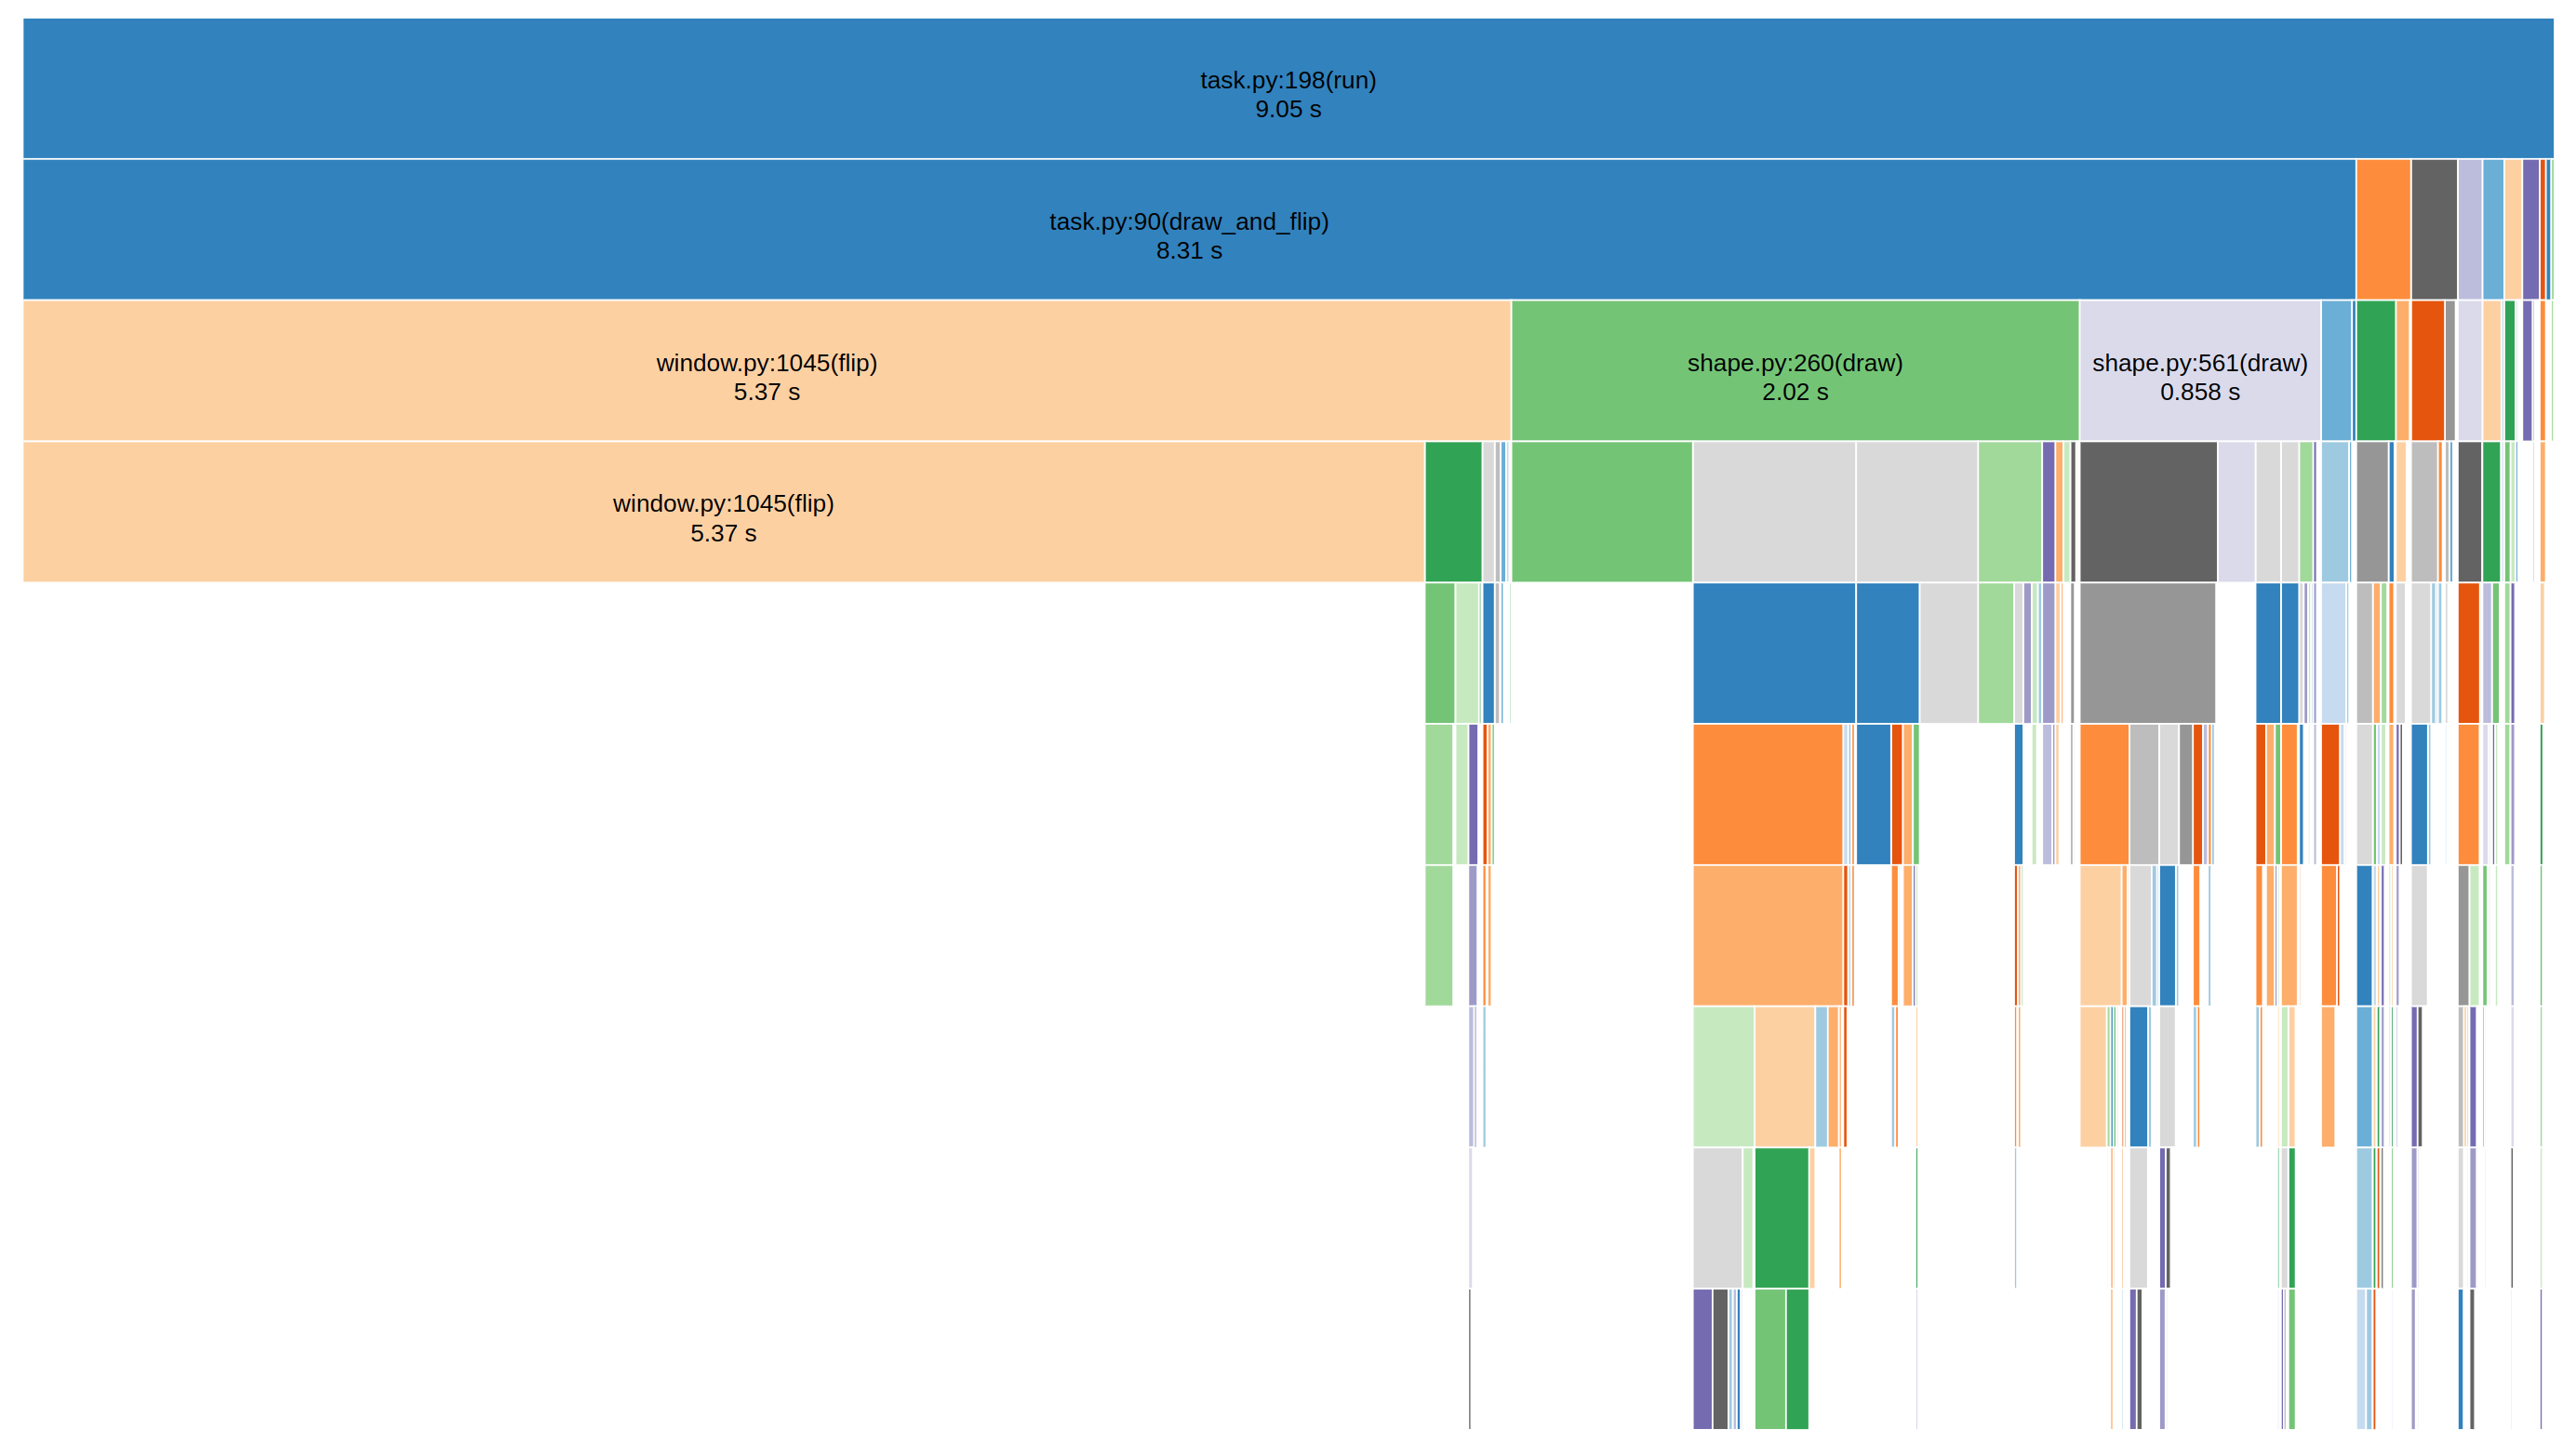 task.py:198(run)
9.05 s
task.py:90(draw_and_flip)
8.31 s
window.py:1045(flip)
5.37 s
shape.py:260(draw)
2.02 s
shape.py:561(draw)
0.858 s
window.py:1045(flip)
5.37 s